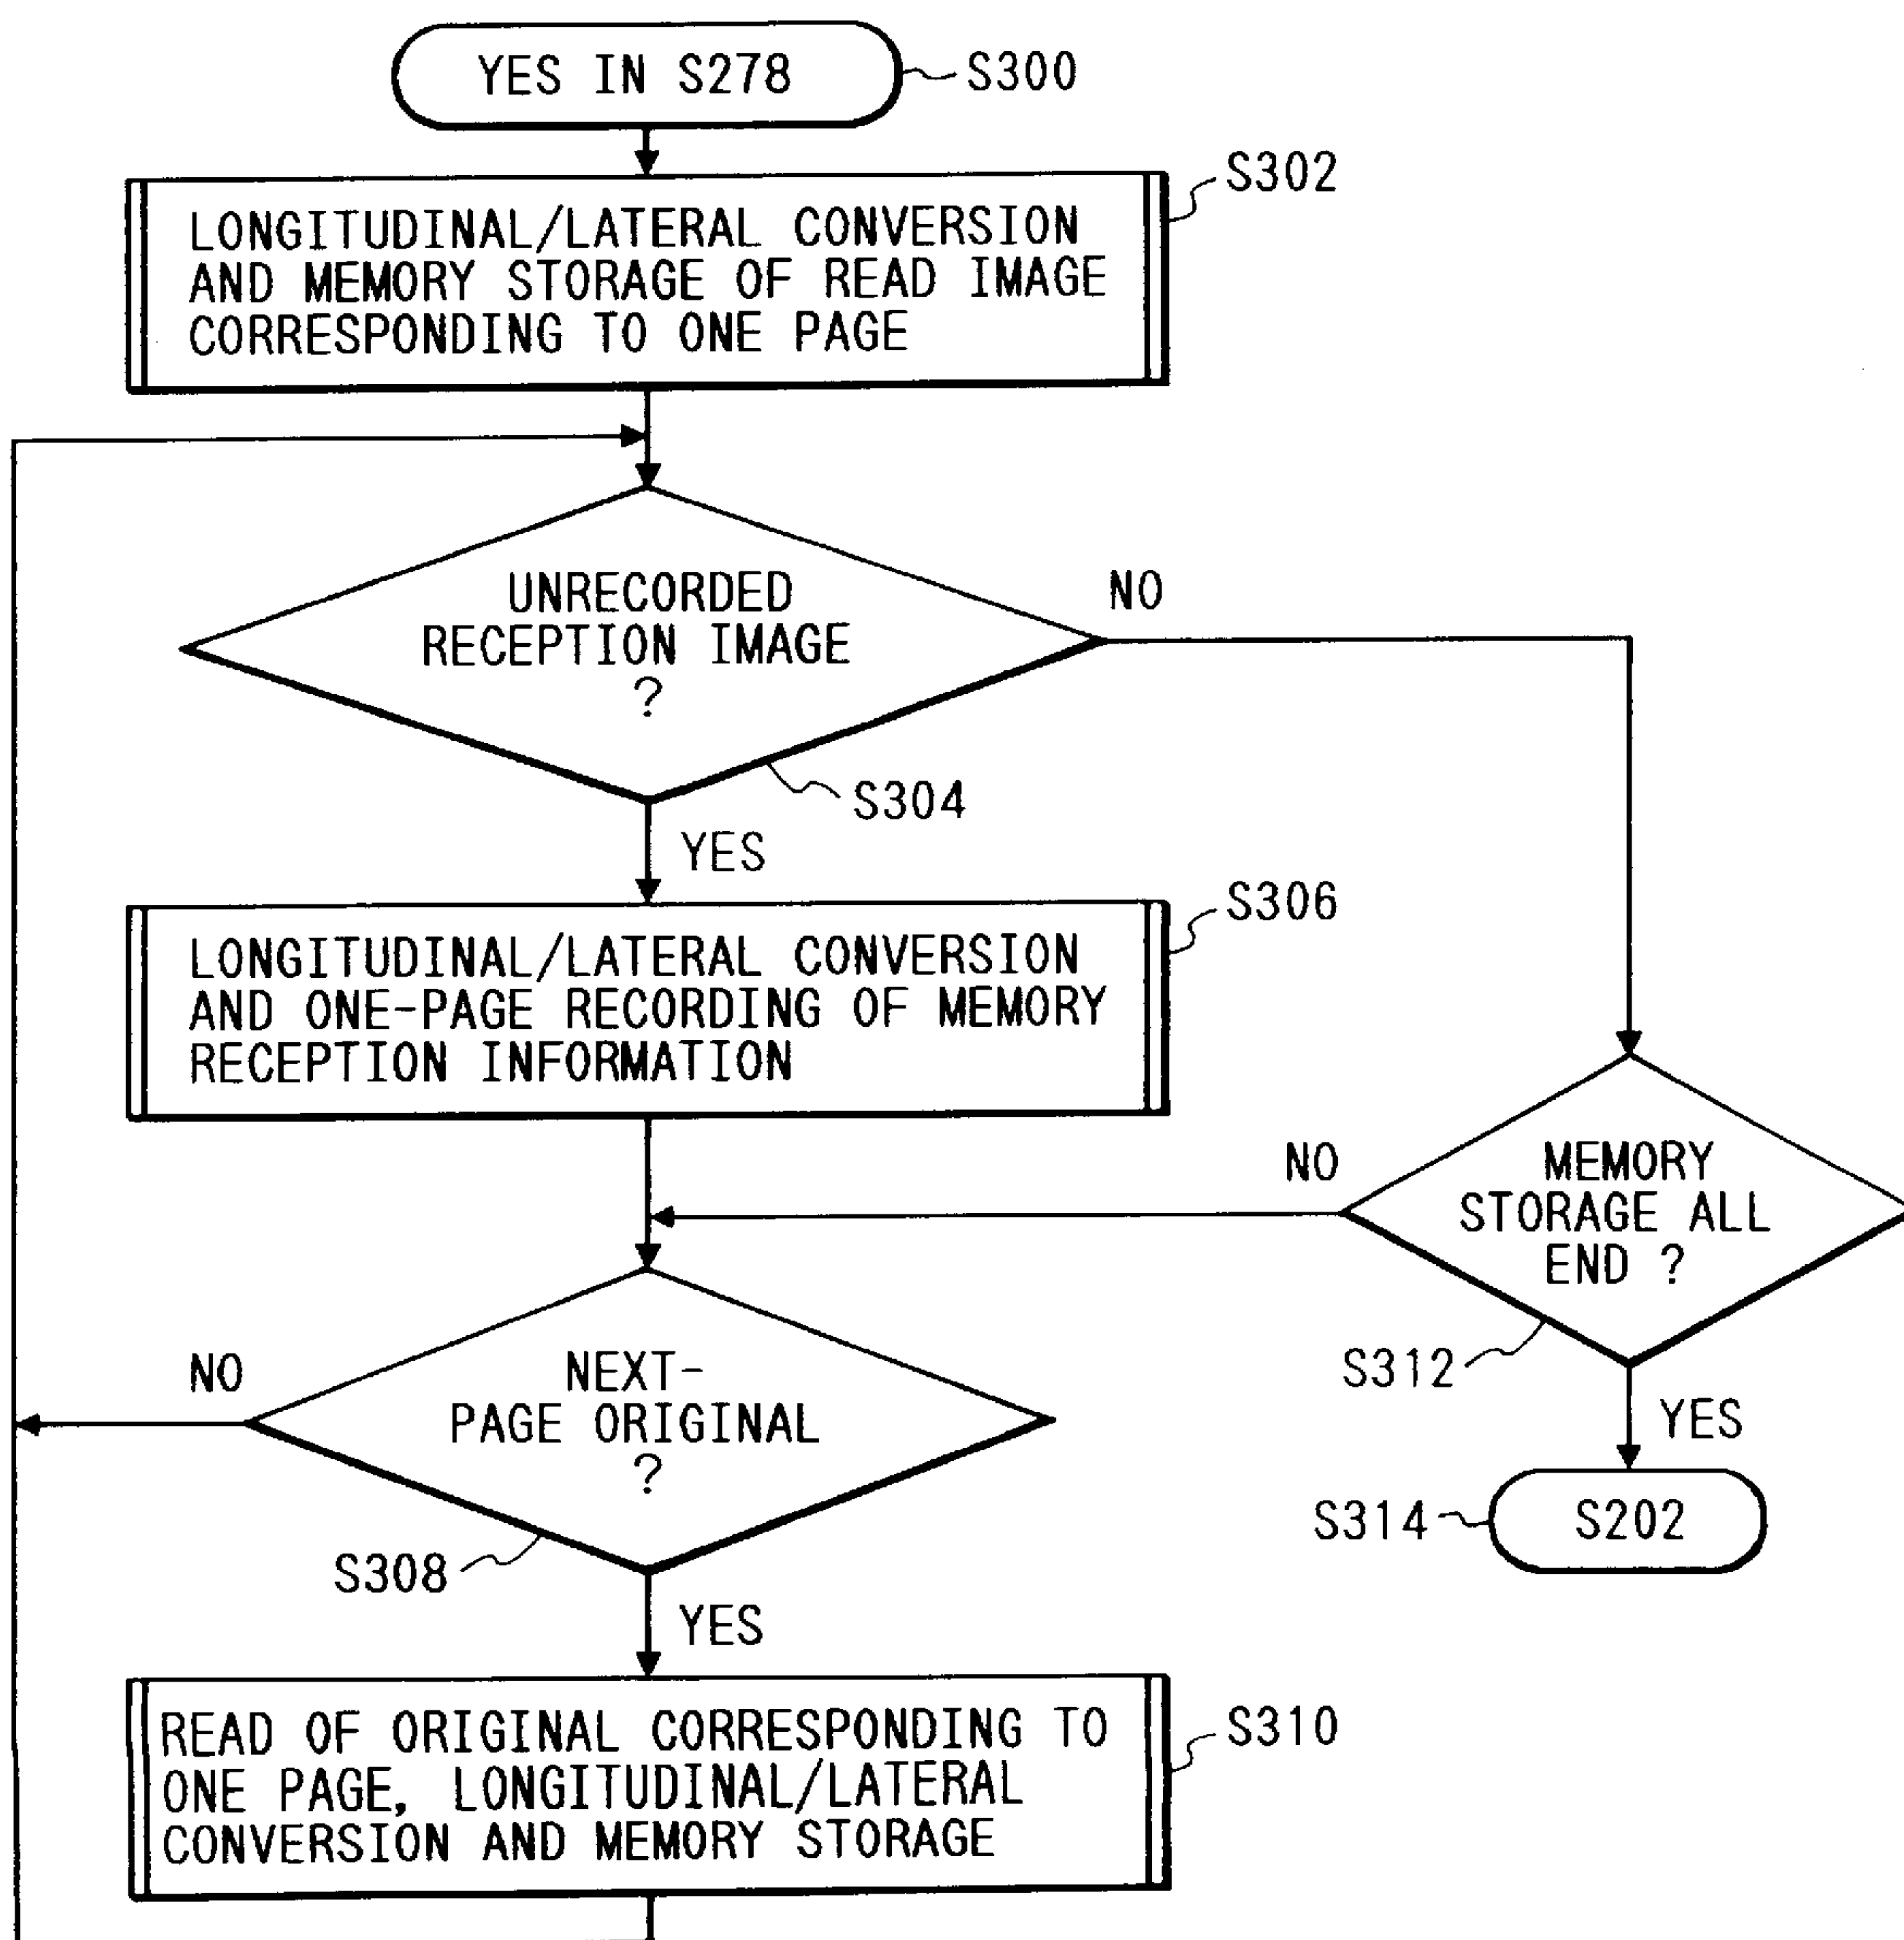 YES IN S278
S300
S302
LONGITUDINAL/LATERAL CONVERSION
AND MEMORY STORAGE OF READ IMAGE
CORRESPONDING TO ONE PAGE
UNRECORDED
RECEPTION IMAGE
?
NO
S304
YES
S306
LONGITUDINAL/LATERAL CONVERSION
AND ONE-PAGE RECORDING OF MEMORY
RECEPTION INFORMATION
NO
MEMORY
STORAGE ALL
END ?
S312
YES
S314
S202
NO
NEXT-
PAGE ORIGINAL
?
S308
YES
S310
READ OF ORIGINAL CORRESPONDING TO
ONE PAGE, LONGITUDINAL/LATERAL
CONVERSION AND MEMORY STORAGE